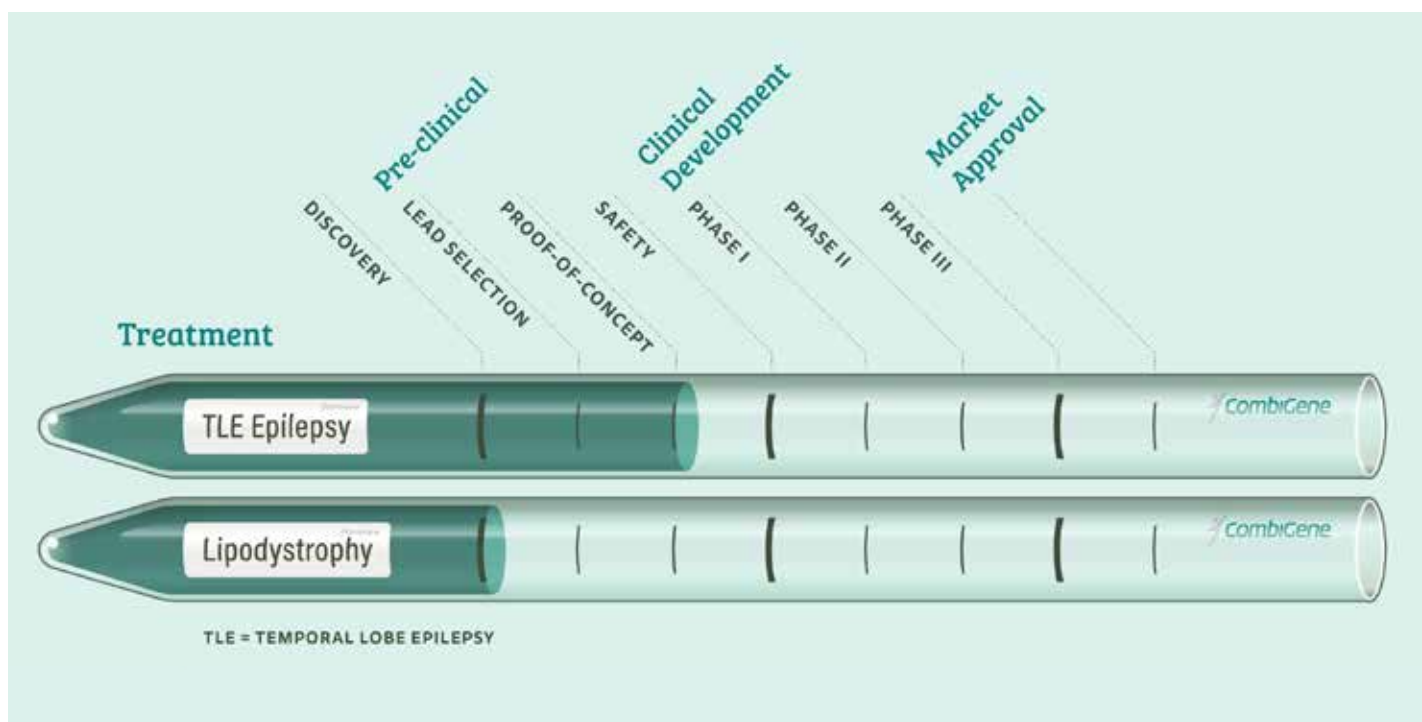 Pre-clinical
Clinical
Development
Market
Approval
DISCOVERY
LEAD SELECTION
PROOF-OF-CONCEPT
SAFETY
PHASE I
PHASE II
PHASE III
Treatment
TLE Epilepsy
CombiGene
Lipodystrophy
CombiGene
TLE = TEMPORAL LOBE EPILEPSY